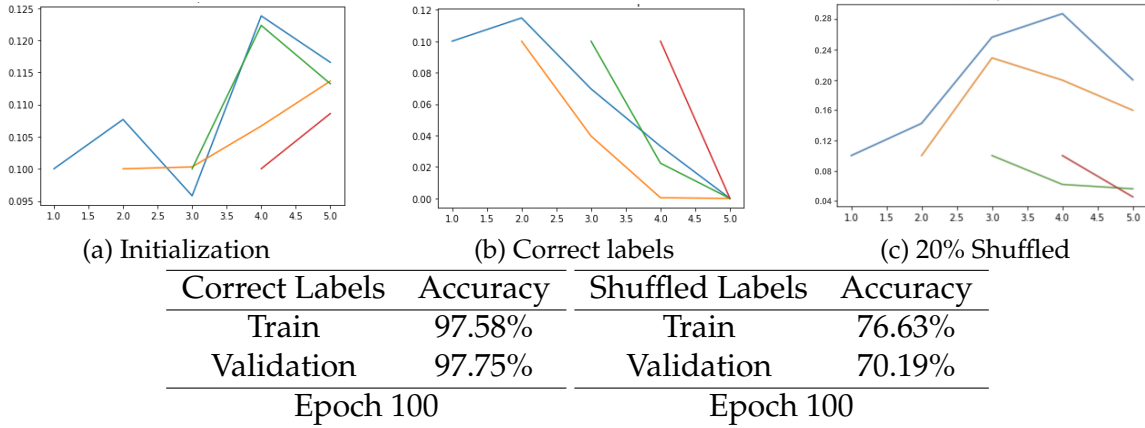 0.125
0.120
0.115
0.110
0.105
0.100
0.095
1.0 1.5 2.0 2.5 3.0 3.5 4.0 4.5 5.0
(a) Initialization
0.12
0.10
0.08
0.06
0.04
0.02
0.00
1.0 1.5 2.0 2.5 3.0 3.5 4.0 4.5 5.0
(b) Correct labels
0.28
0.24
0.20
0.16
0.12
0.08
0.04
1.0 1.5 2.0 2.5 3.0 3.5 4.0 4.5 5.0
(c) 20% Shuffled
Correct Labels Accuracy Shuffled Labels Accuracy
Train 97.58% Train 76.63%
Validation 97.75% Validation 70.19%
Epoch 100 Epoch 100